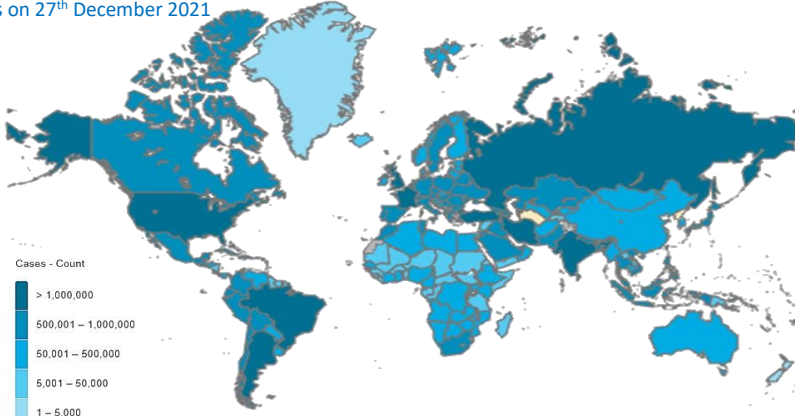 s on 27th December 2021
Cases - Count
> 1,000,000
500,001 – 1,000,000
50,001 – 500,000
5,001 – 50,000
1 – 5,000